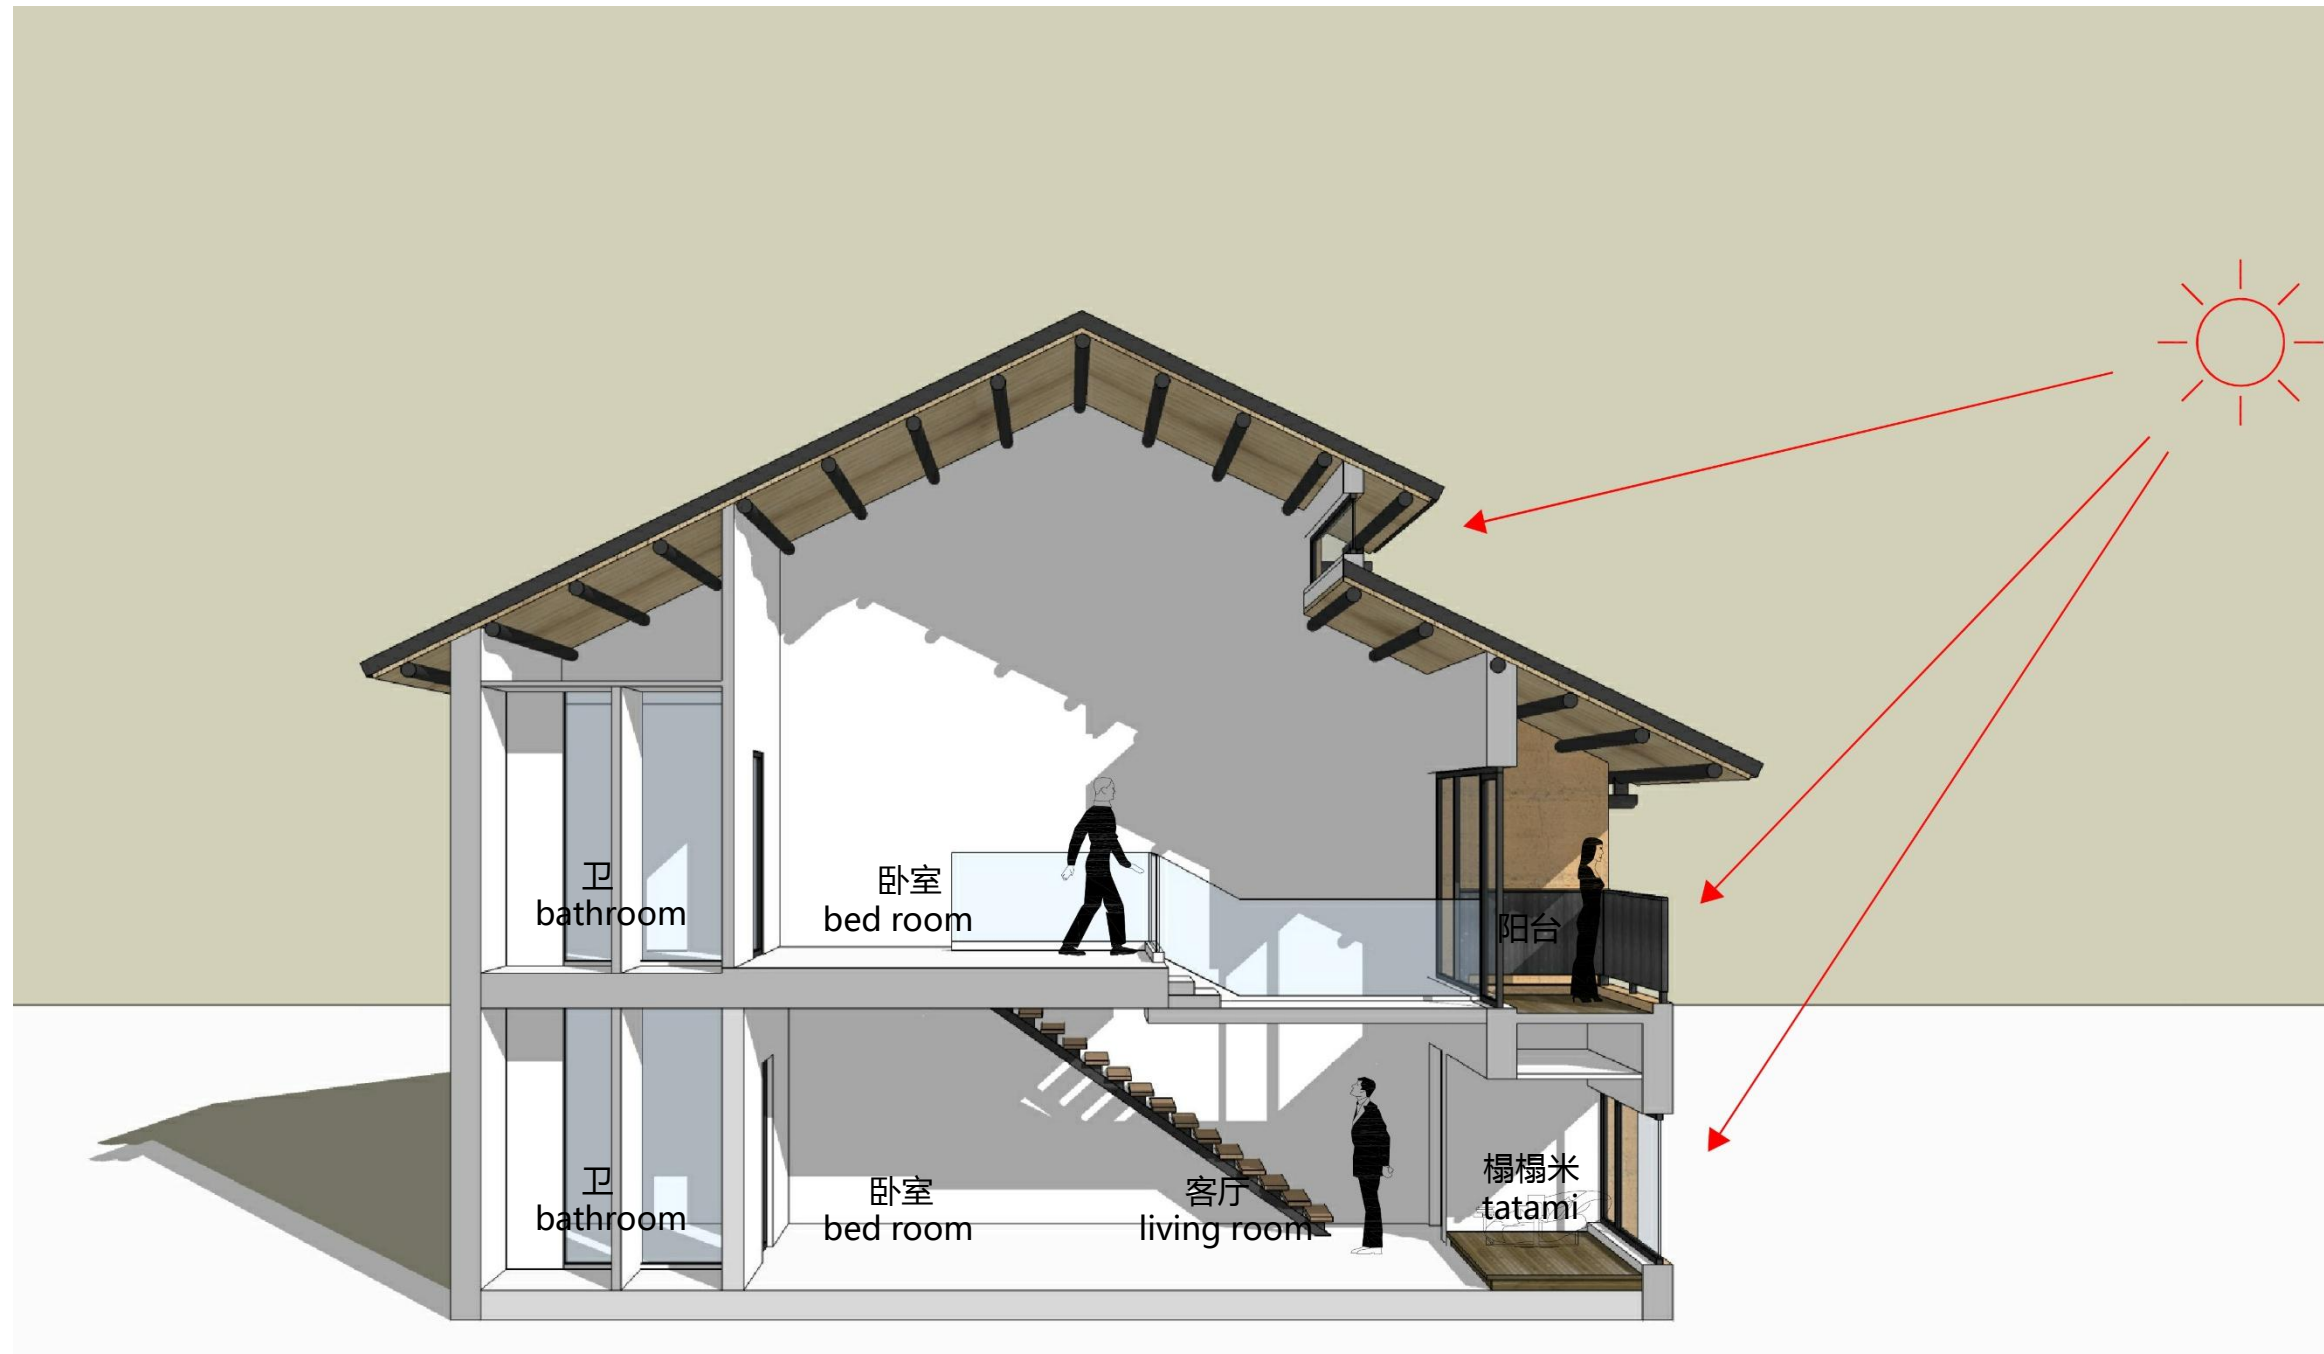 卫
bathroom
卧室
bed room
阳台
卫
bathroom
卧室
bed room
客厅
living room
榻榻米
tatami